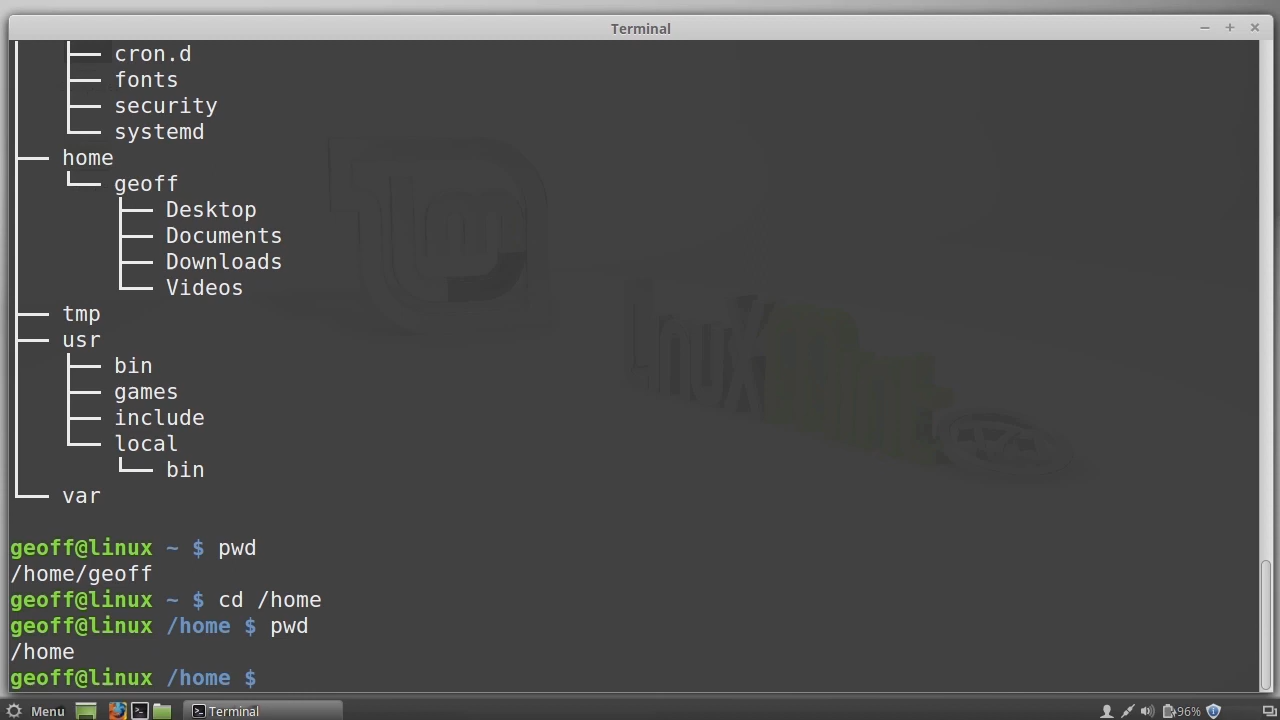 Terminal
cron.d
fonts
security
systemd
home
geoff
Desktop
Documents
Downloads
Videos
tmp
usr
bin
games
include
local
bin
var
geoff@linux ~ $ pwd
/home/geoff
geoff@linux ~ $ cd /home
geoff@linux /home $ pwd
/home
geoff@linux /home $
Menu Terminal 96%